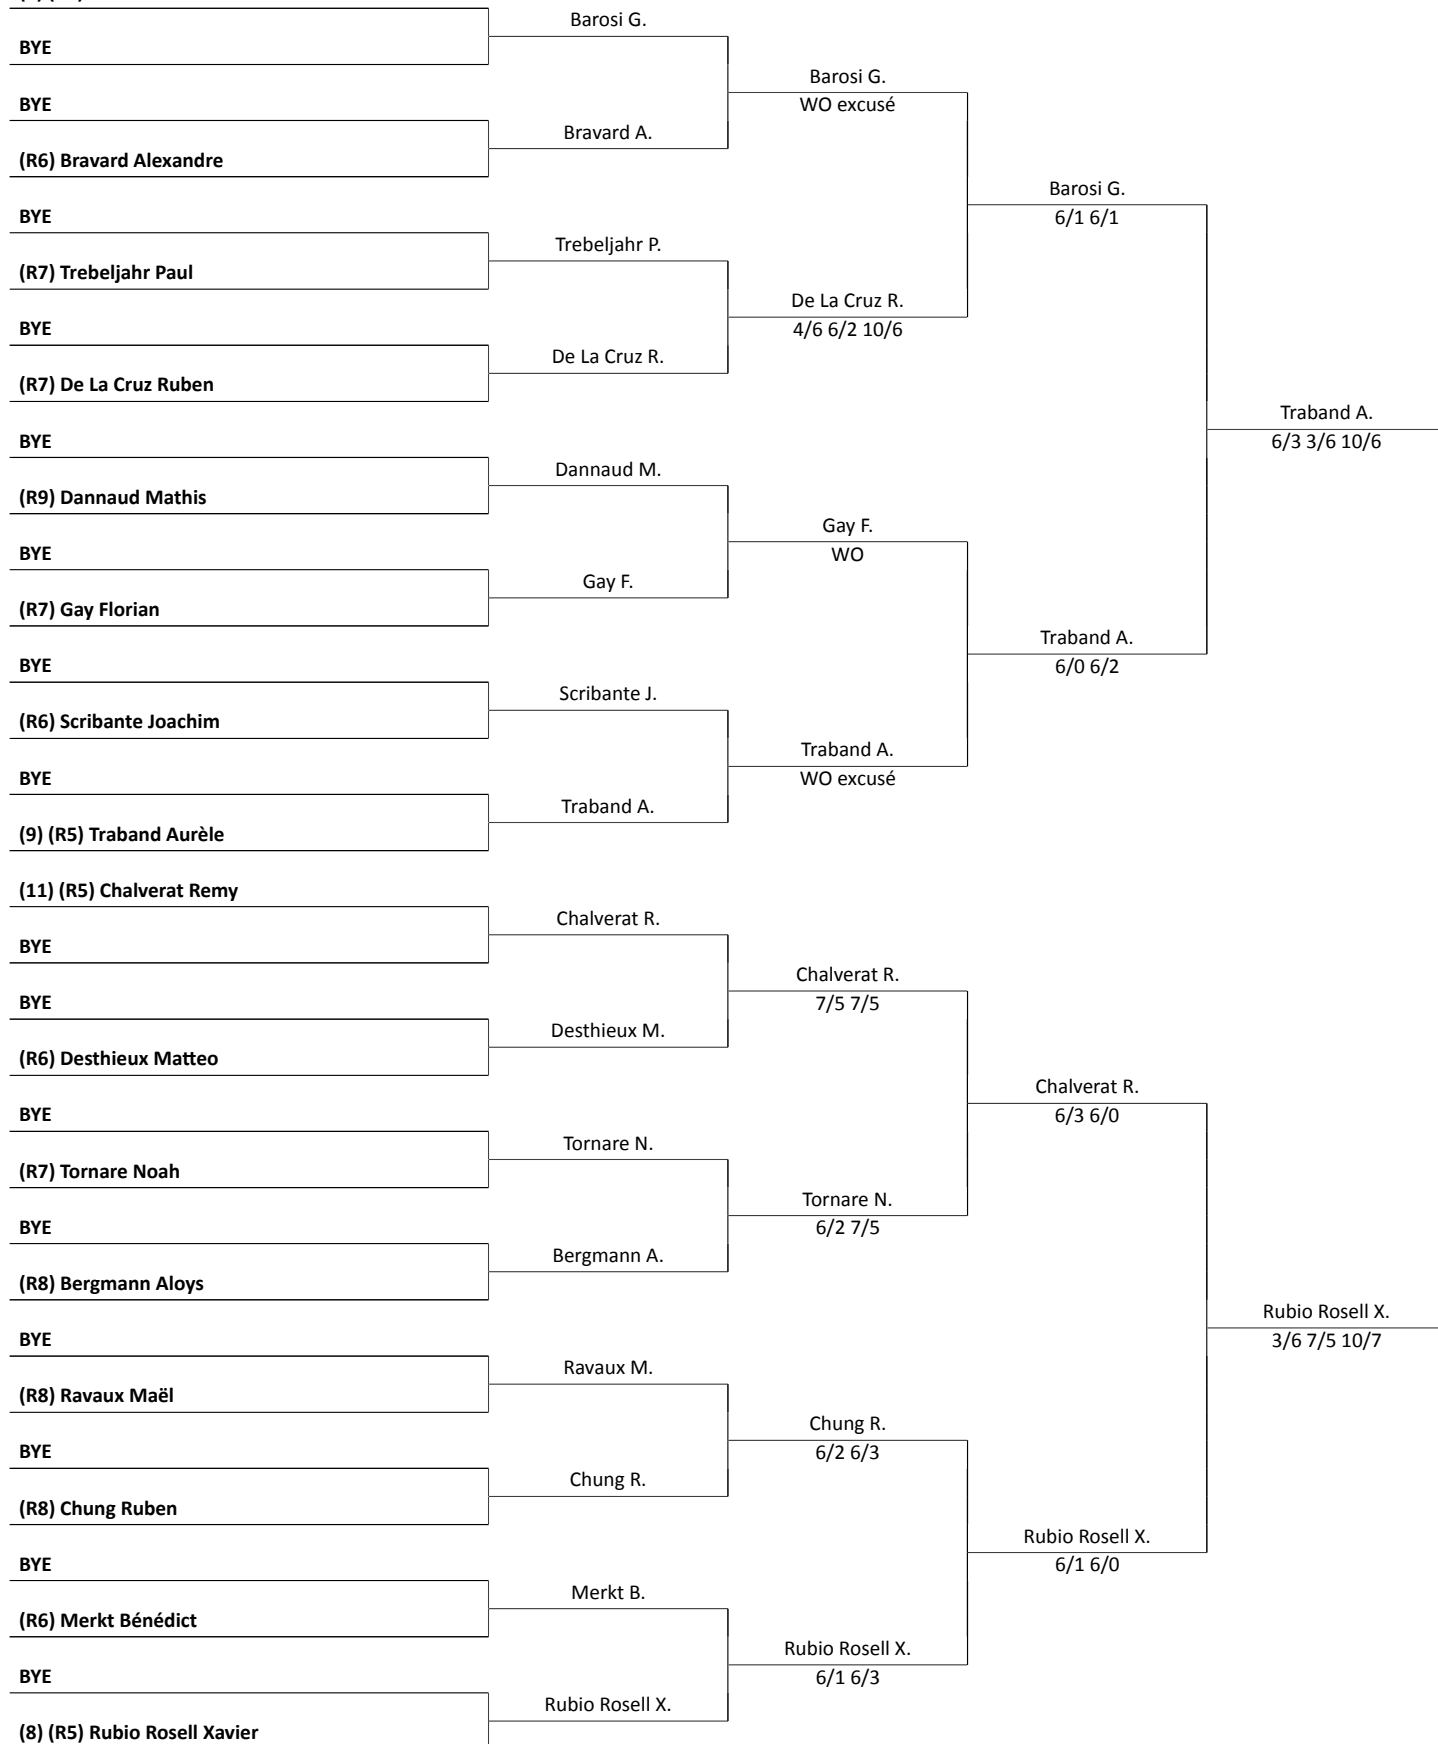 Barosi G.
BYE
Barosi G.
BYE
WO excusé
Bravard A.
(R6) Bravard Alexandre
Barosi G.
BYE
6/1 6/1
Trebeljahr P.
(R7) Trebeljahr Paul
De La Cruz R.
BYE
4/6 6/2 10/6
De La Cruz R.
(R7) De La Cruz Ruben
Traband A.
BYE
6/3 3/6 10/6
Dannaud M.
(R9) Dannaud Mathis
Gay F.
BYE
WO
Gay F.
(R7) Gay Florian
Traband A.
BYE
6/0 6/2
Scribante J.
(R6) Scribante Joachim
Traband A.
BYE
WO excusé
Traband A.
(9) (R5) Traband Aurèle
(11) (R5) Chalverat Remy
Chalverat R.
BYE
Chalverat R.
BYE
7/5 7/5
Desthieux M.
(R6) Desthieux Matteo
Chalverat R.
BYE
6/3 6/0
Tornare N.
(R7) Tornare Noah
Tornare N.
BYE
6/2 7/5
Bergmann A.
(R8) Bergmann Aloys
Rubio Rosell X.
BYE
3/6 7/5 10/7
Ravaux M.
(R8) Ravaux Maël
Chung R.
BYE
6/2 6/3
Chung R.
(R8) Chung Ruben
Rubio Rosell X.
BYE
6/1 6/0
Merkt B.
(R6) Merkt Bénédict
Rubio Rosell X.
BYE
6/1 6/3
Rubio Rosell X.
(8) (R5) Rubio Rosell Xavier